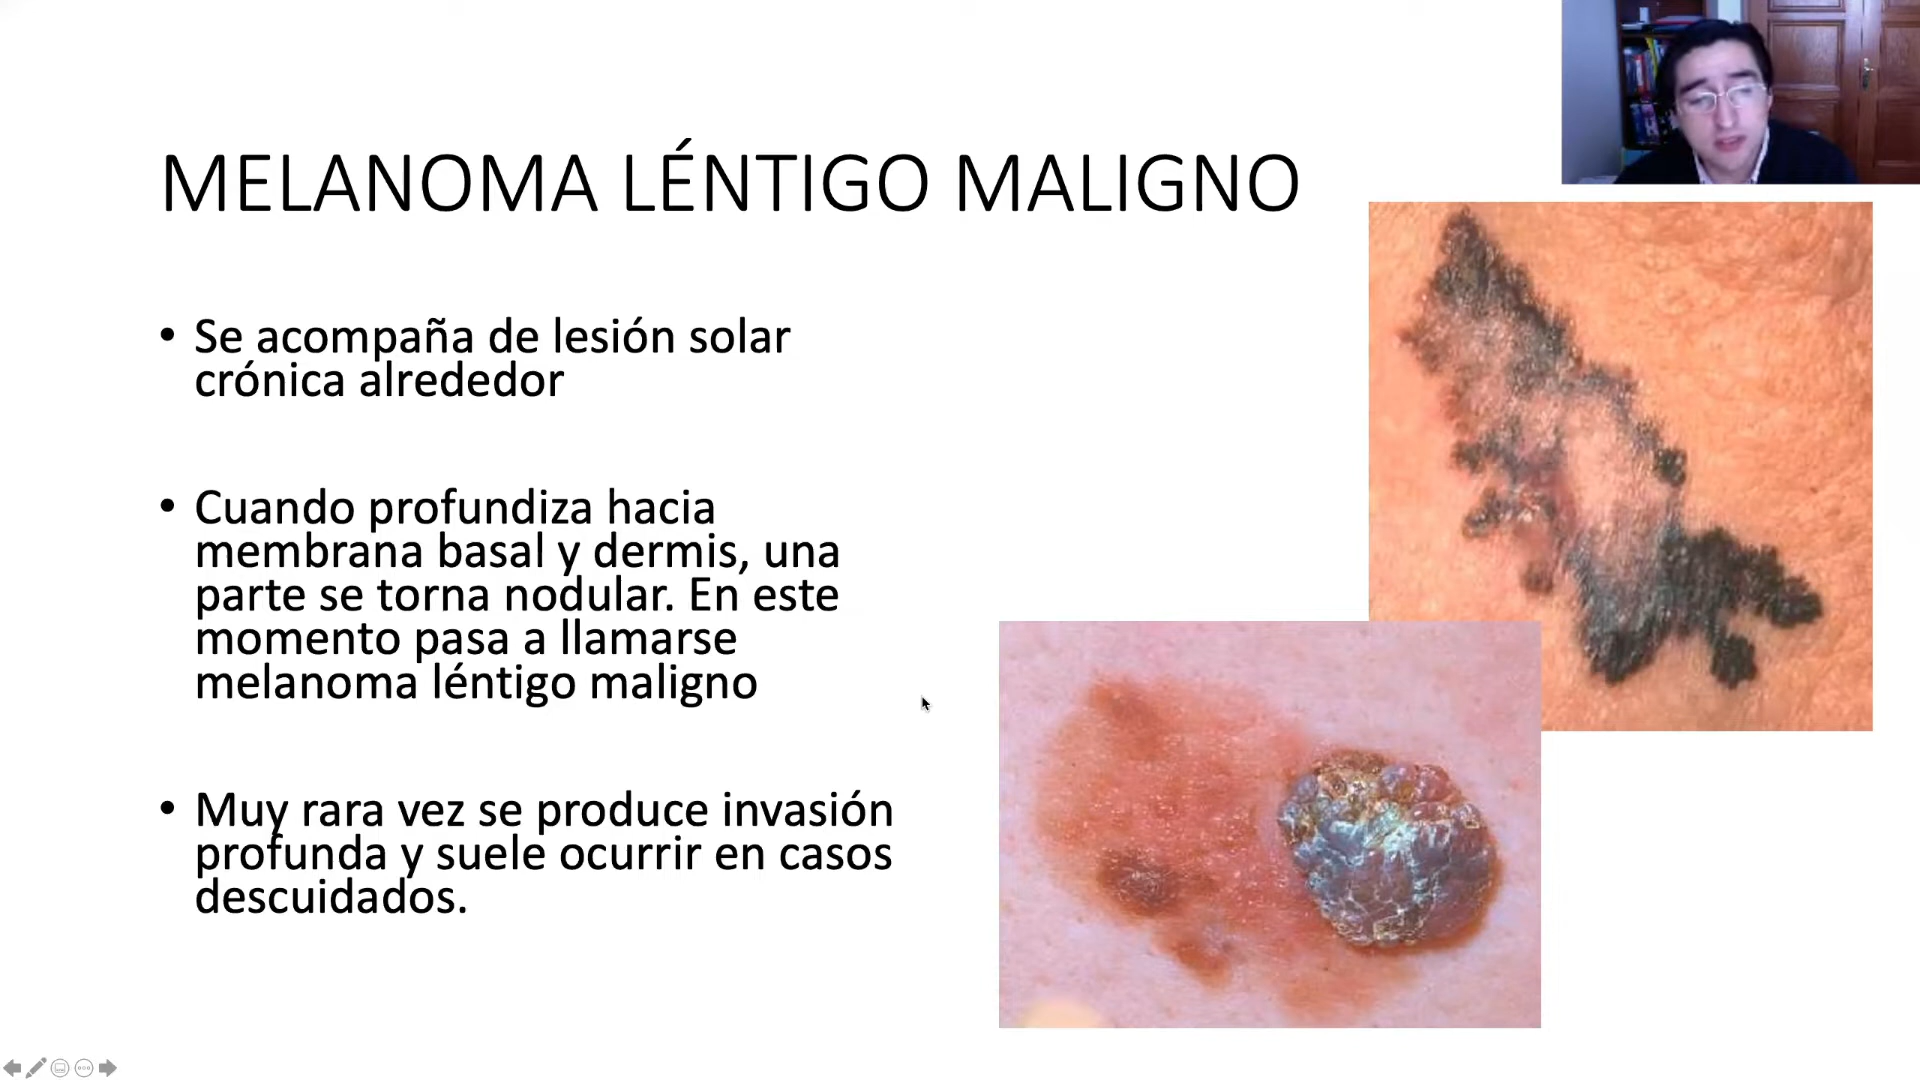 MELANOMA LÉNTIGO MALIGNO
• Se acompaña de lesión solar
crónica alrededor
• Cuando profundiza hacia
membrana basal y dermis, una
parte se torna nodular. En este
momento pasa a llamarse
melanoma léntigo maligno
• Muy rara vez se produce invasión
profunda y suele ocurrir en casos
descuidados.